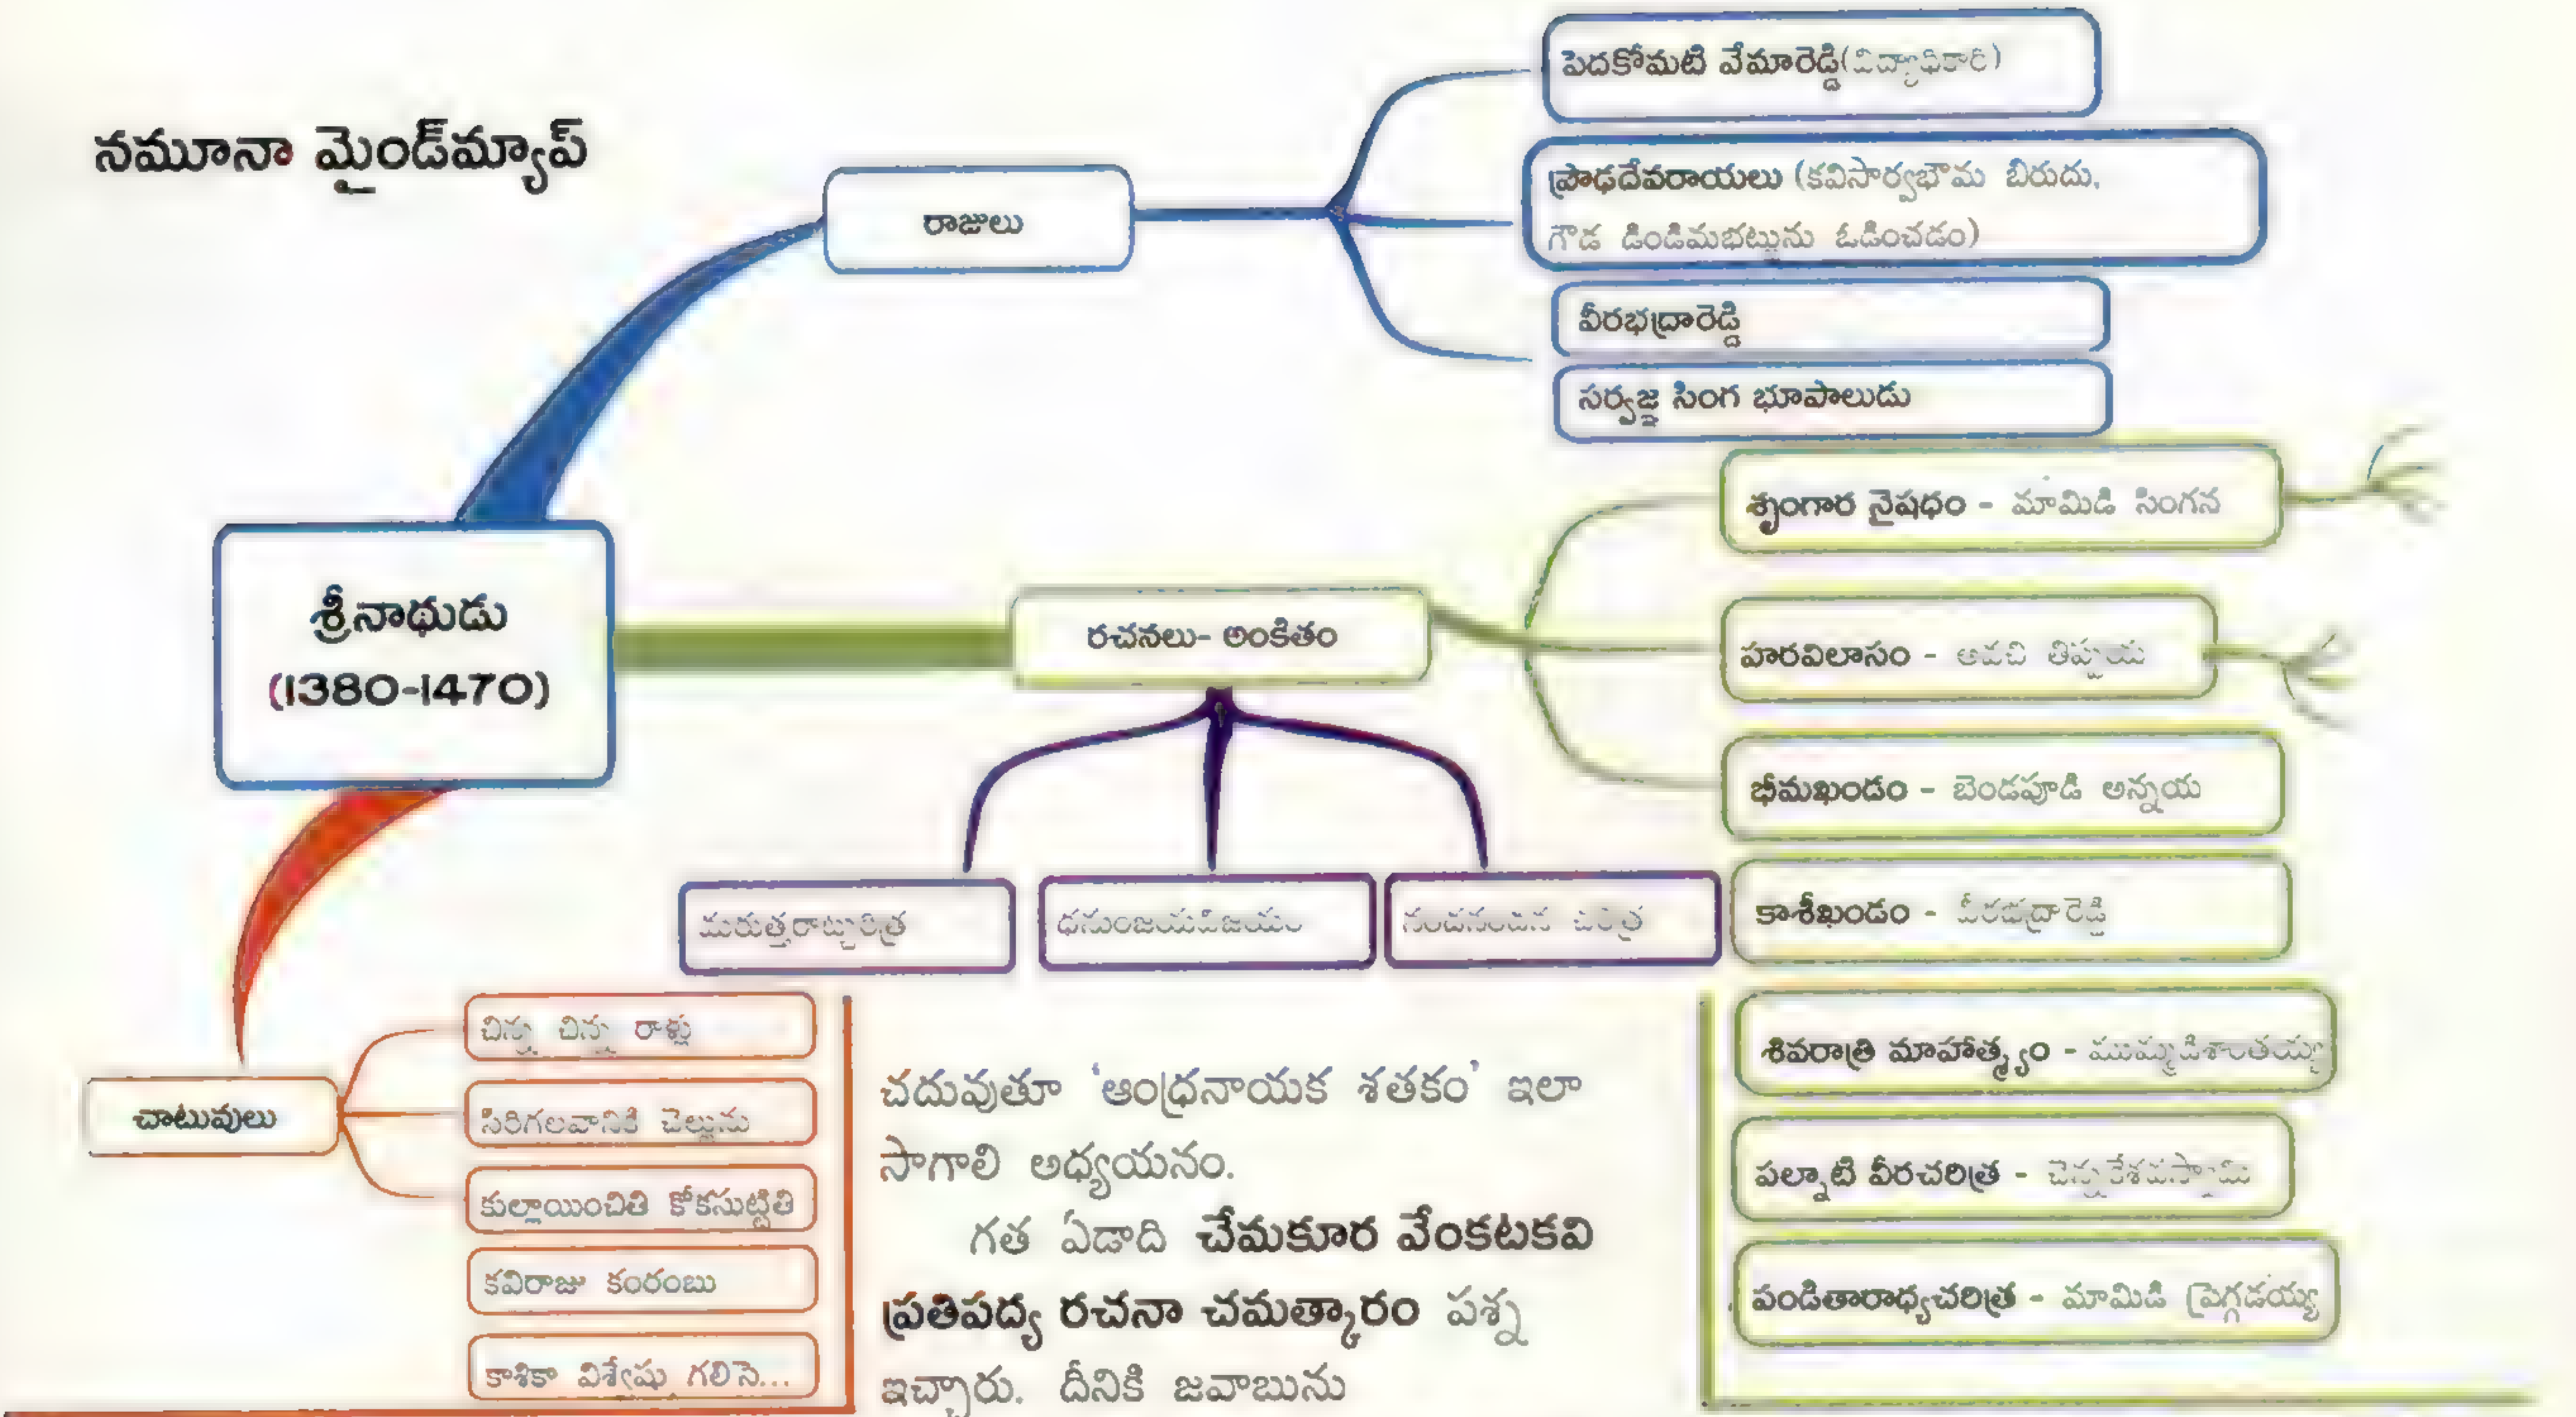 నమూనా మైండ్‌మ్యాప్
రాజులు
పెదకోమటి వేమారెడ్డి(విద్యాధికారి)
ప్రౌఢదేవరాయలు (కవిసార్వభౌమ బిరుదు,
గౌడ డిండిమభట్టును ఓడించడం)
వీరభద్రారెడ్డి
సర్వజ్ఞ సింగ భూపాలుడు
శ్రీనాథుడు
(1380-1470)
రచనలు- అంకితం
శృంగార నైషధం - మామిడి సింగన
హరవిలాసం - అవచి తిప్పయ
భీమఖండం - బెండపూడి అన్నయ
కాశీఖండం - వీరభద్రారెడ్డి
శివరాత్రి మాహాత్మ్యం - ముమ్మడిశాంతయ్య
పల్నాటి వీరచరిత్ర - చెన్నకేశవస్వామి
పండితారాధ్యచరిత్ర - మామిడి ప్రెగ్గడయ్య
మరుత్తరాట్చరిత్ర
ధనుంజయవిజయం
నందనందన చరిత్ర
చాటువులు
చిన్న చిన్న రాళ్లు
సిరిగలవానికి చెల్లును
కుల్లాయించితి కోకసుట్టితి
కవిరాజు కంఠంబు
కాశికా విశ్వేషు గలిసె...
చదువుతూ 'ఆంధ్రనాయక శతకం' ఇలా
సాగాలి అధ్యయనం.
గత ఏడాది చేమకూర వేంకటకవి
ప్రతిపద్య రచనా చమత్కారం పశ్న
ఇచ్చారు. దీనికి జవాబును